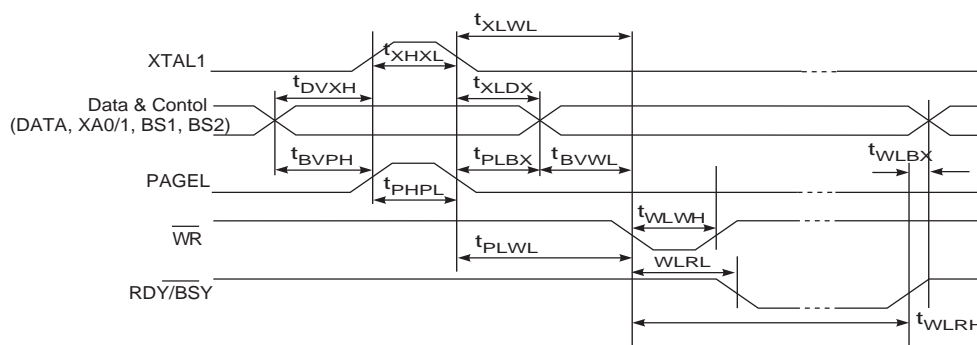 tXLWL
XTAL1
tXHXL
tDVXH
tXLDX
Data & Contol
(DATA, XA0/1, BS1, BS2)
tBVPH
tPLBX
tBVWL
tWLBX
PAGEL
tPHPL
WR
tWLWH
tPLWL
WLRL
RDY/BSY
tWLRH